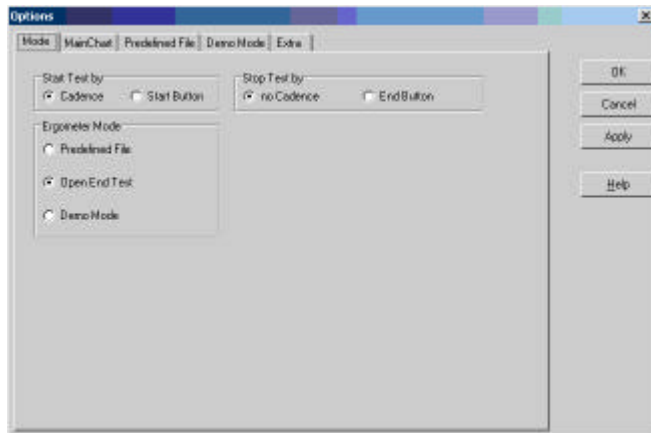 Options
Mode MainChart Predefined File Demo Mode Extra
Start Test by
Cadence Start Button
Stop Test by
no Cadence End Button
Ergometer Mode
Predefined File
Open End Test
Demo Mode
OK
Cancel
Apply
Help